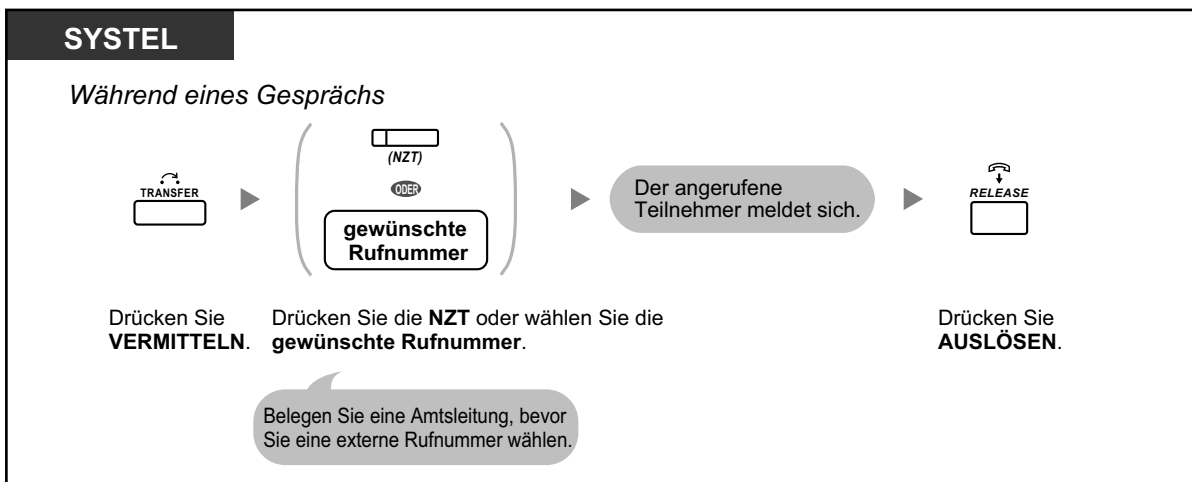 SYSTEL
Während eines Gesprächs
TRANSFER
(NZT)
ODER
gewünschte
Rufnummer
Der angerufene
Teilnehmer meldet sich.
RELEASE
Drücken Sie
VERMITTELN.
Drücken Sie die NZT oder wählen Sie die
gewünschte Rufnummer.
Drücken Sie
AUSLÖSEN.
Belegen Sie eine Amtsleitung, bevor
Sie eine externe Rufnummer wählen.